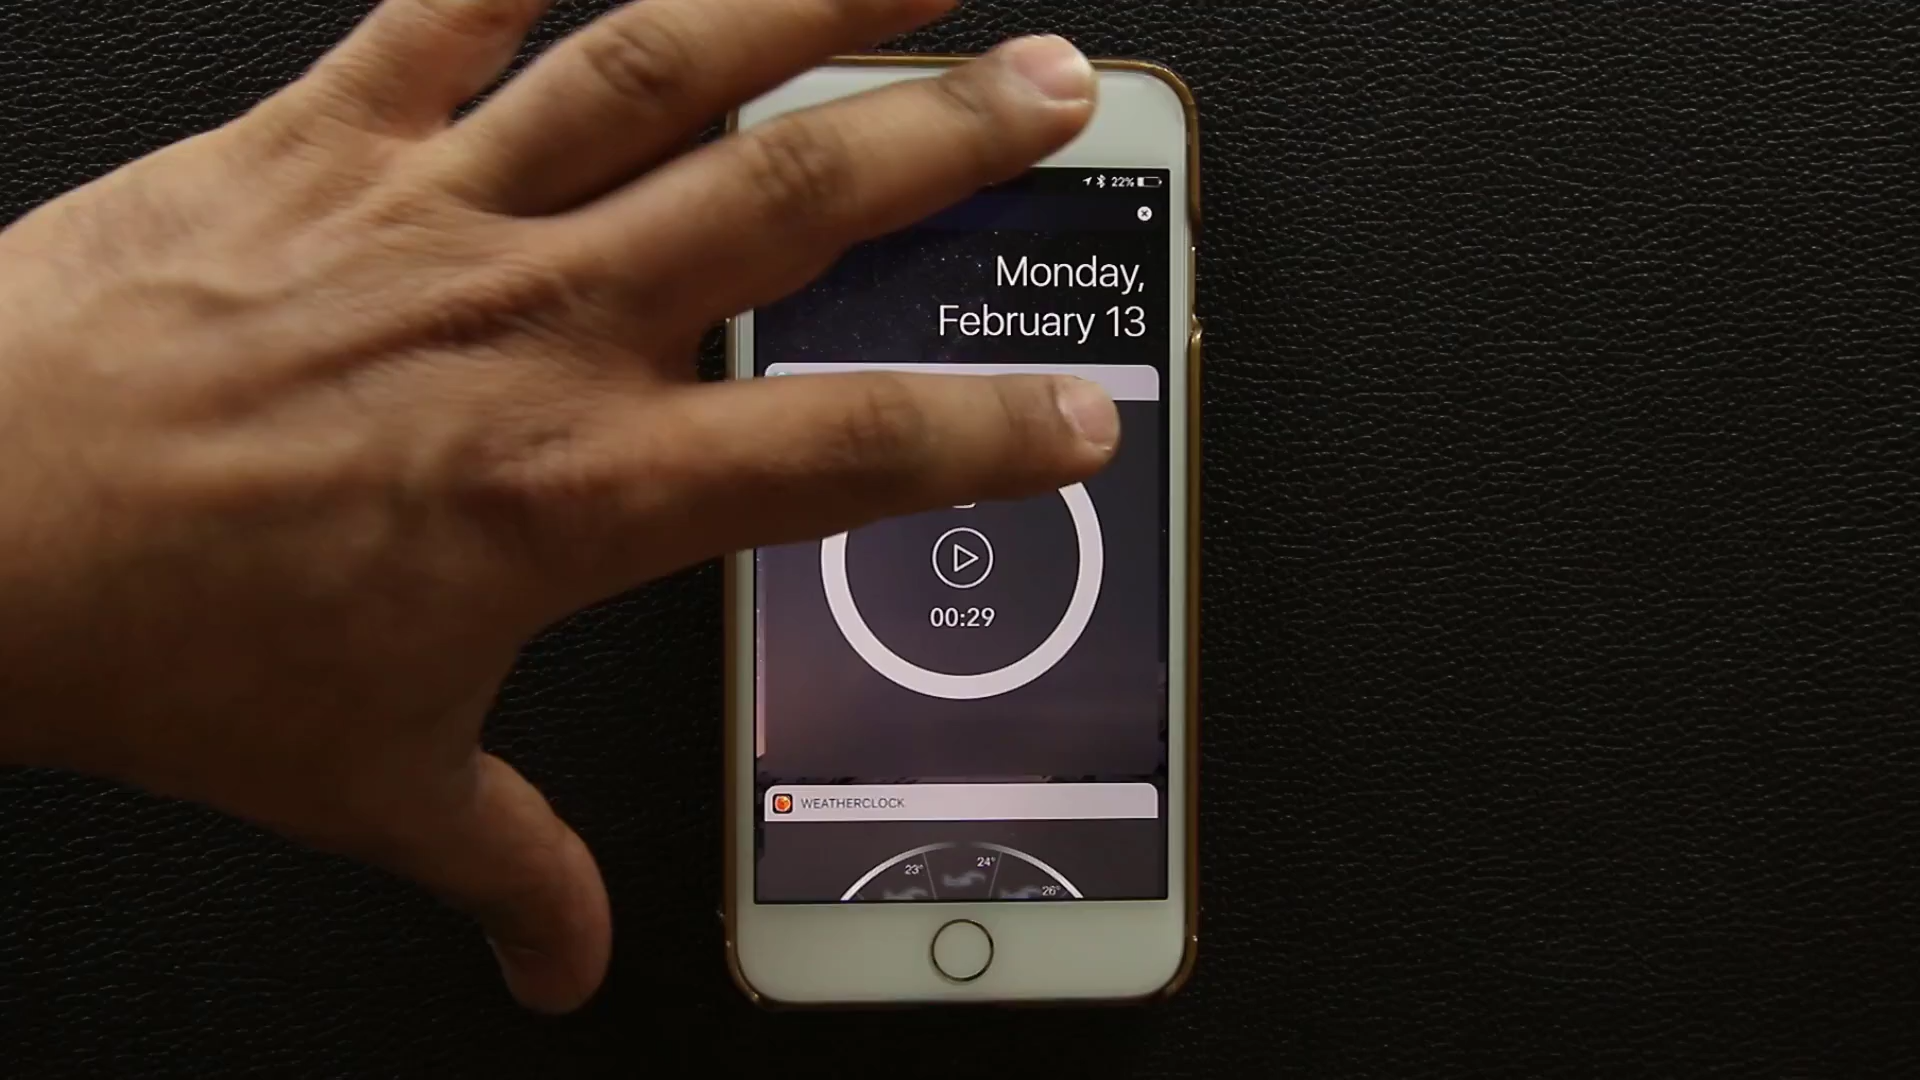 22%
Monday,
February 13
00:29
WEATHERCLOCK
23° 24° 26°